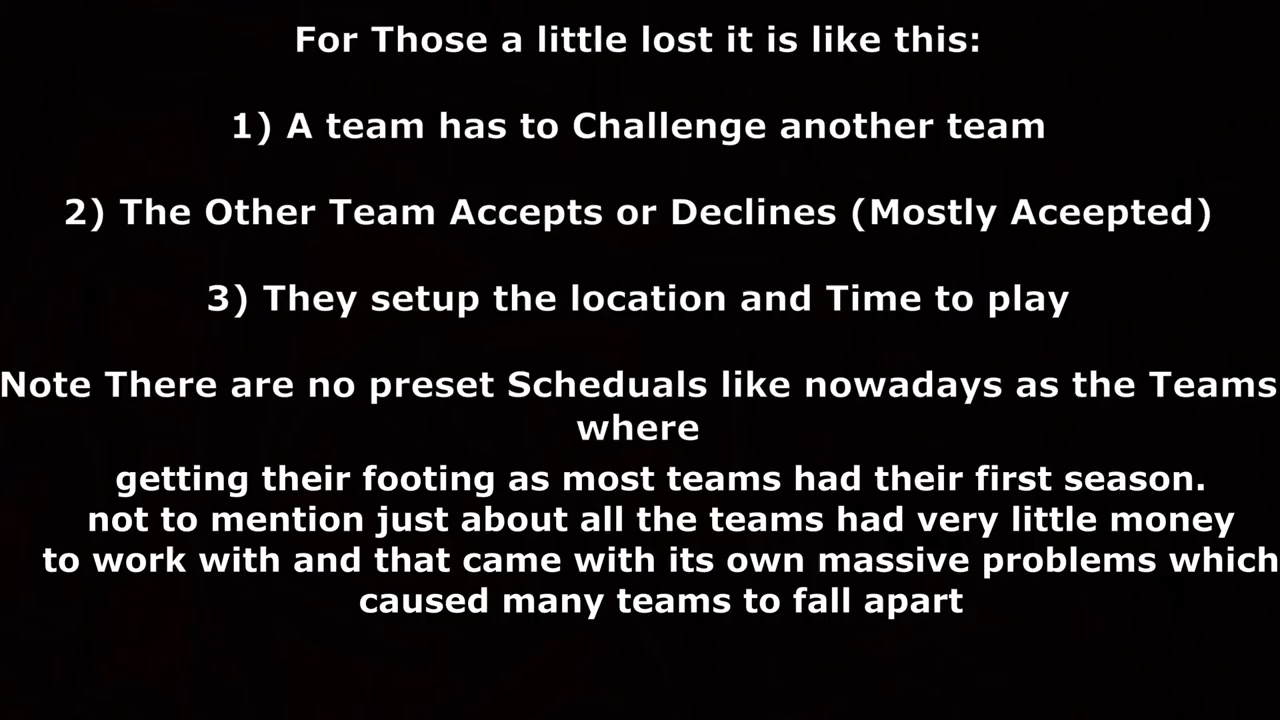 For Those a little lost it is like this:
1) A team has to Challenge another team
2) The Other Team Accepts or Declines (Mostly Aceepted)
3) They setup the location and Time to play
Note There are no preset Scheduals like nowadays as the Teams
where
getting their footing as most teams had their first season.
not to mention just about all the teams had very little money
to work with and that came with its own massive problems which
caused many teams to fall apart